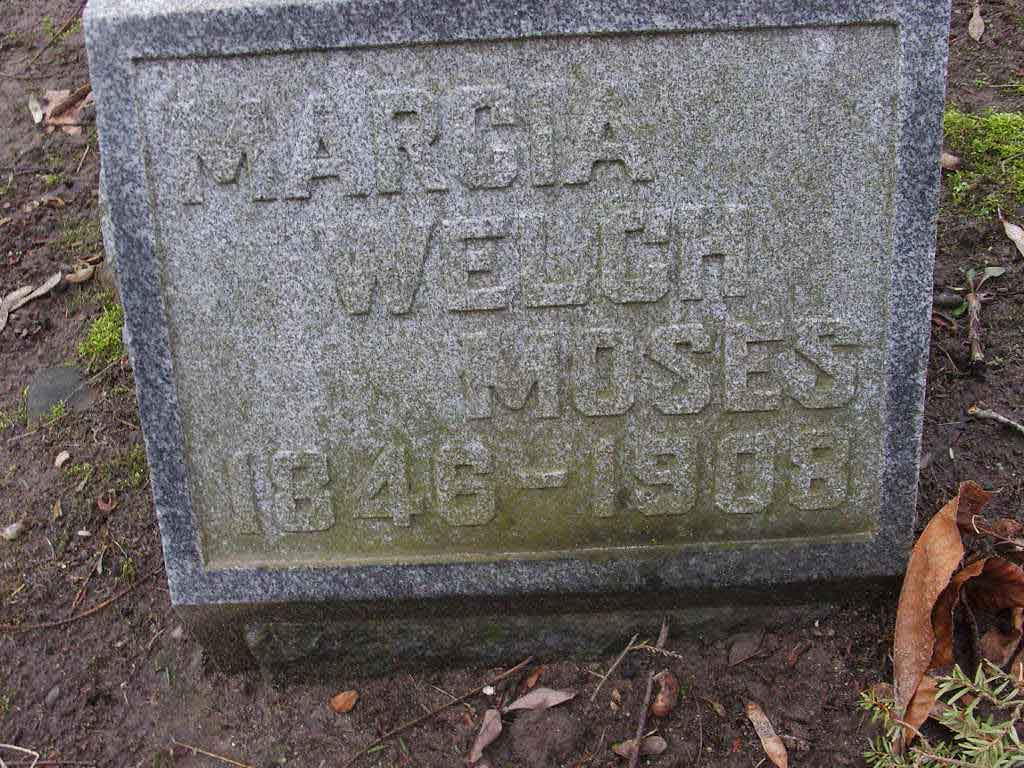 MARCIA
WELCH
MOSES
1846-1908